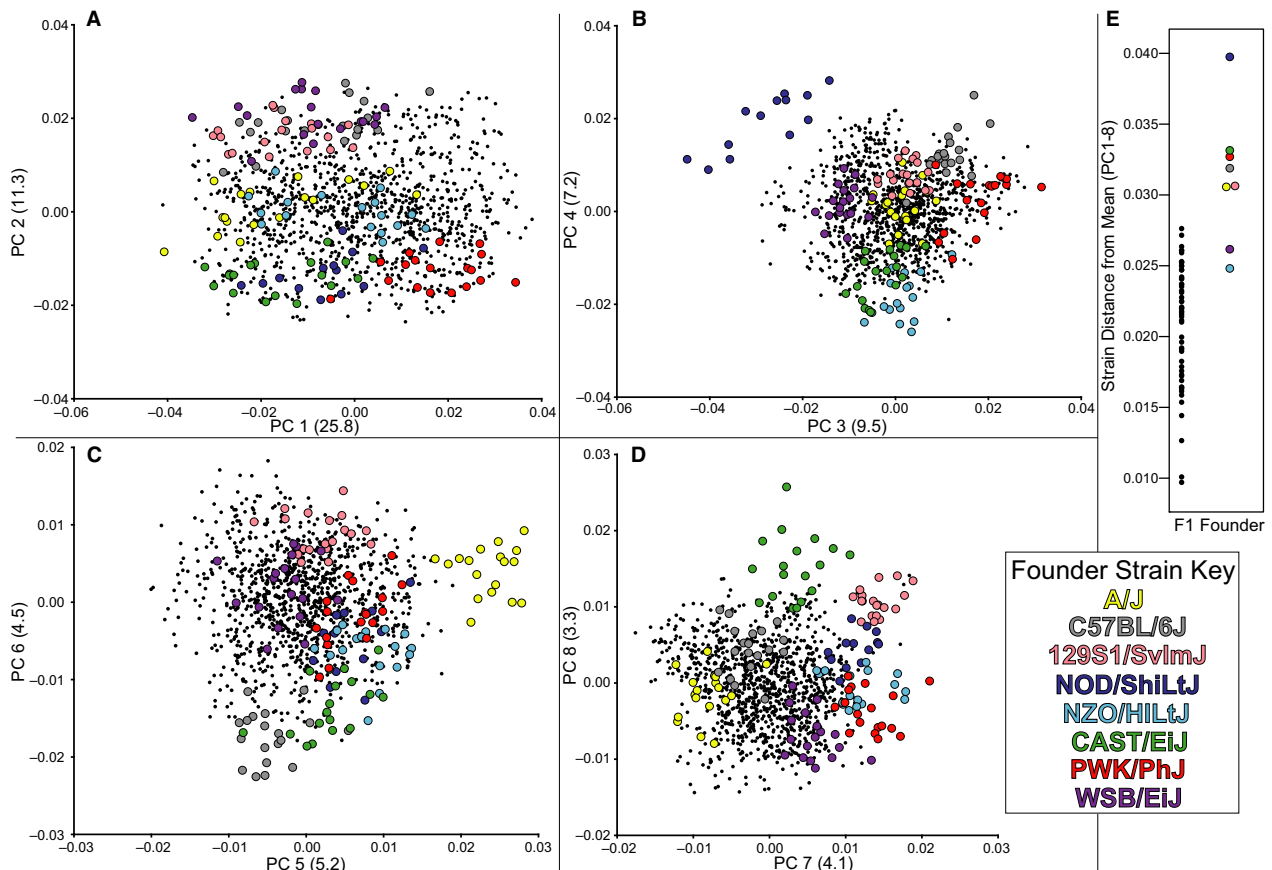 A
0.04
0.02
0.00
−0.02
−0.04
−0.06
−0.04
−0.02
0.00
0.02
0.04
PC 2 (11.3)
PC 1 (25.8)
B
0.04
0.02
0.00
−0.02
−0.04
−0.06
−0.04
−0.02
0.00
0.02
0.04
PC 4 (7.2)
PC 3 (9.5)
E
0.040
0.035
0.030
0.025
0.020
0.015
0.010
Strain Distance from Mean (PC1-8)
F1 Founder
C
0.02
0.01
0.00
−0.01
−0.02
−0.03
−0.03
−0.02
−0.01
0.00
0.01
0.02
0.03
PC 6 (4.5)
PC 5 (5.2)
D
0.03
0.02
0.01
0.00
−0.01
−0.02
−0.02
−0.01
0.00
0.01
0.02
0.03
PC 8 (3.3)
PC 7 (4.1)
Founder Strain Key
A/J
C57BL/6J
129S1/SvImJ
NOD/ShiLtJ
NZO/HILtJ
CAST/EiJ
PWK/PhJ
WSB/EiJ